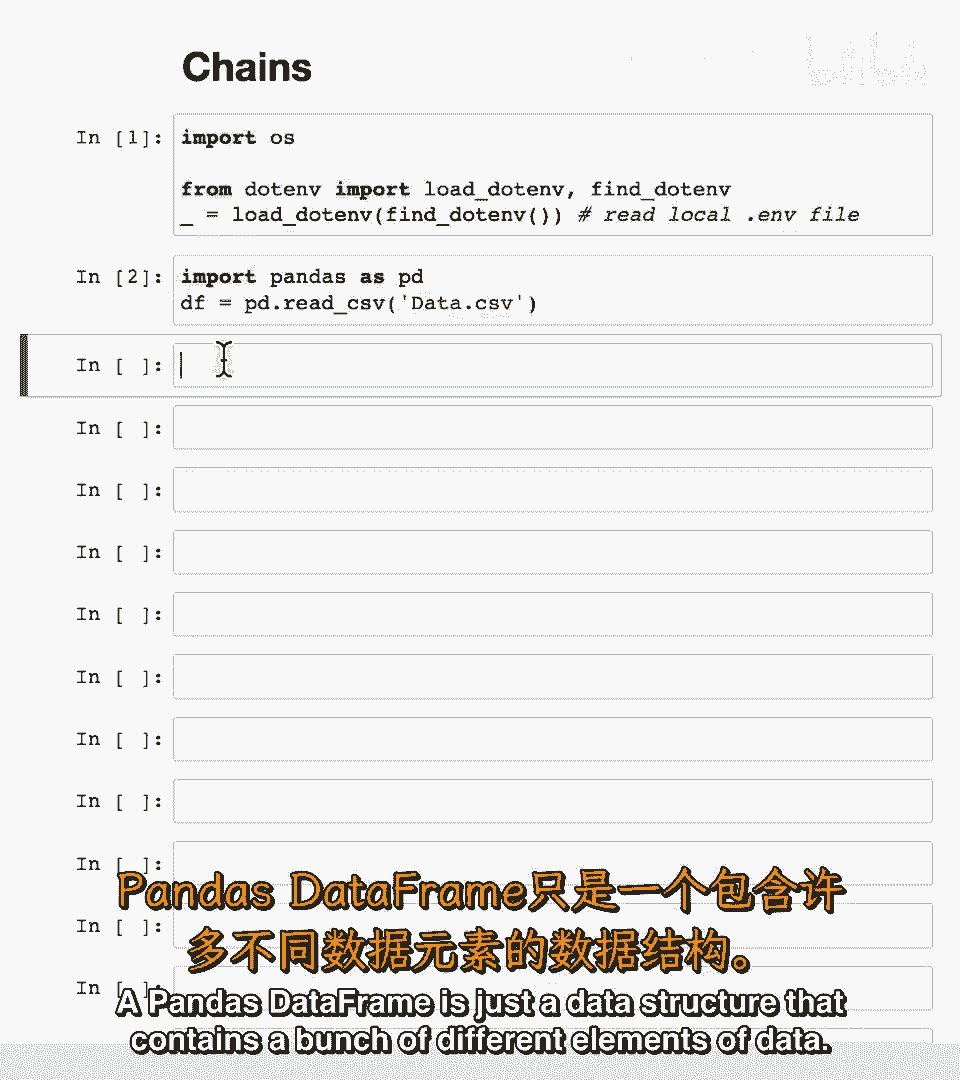 Chains
In [1]:
import os
from dotenv import load_dotenv, find_dotenv
_ = load_dotenv(find_dotenv()) # read local .env file
In [2]:
import pandas as pd
df = pd.read_csv('Data.csv')
In [ ]:
In [ ]:
In [ ]:
In [ ]:
In [ ]:
In [ ]:
In [ ]:
In [ ]:
In [ ]:
Pandas DataFrame只是一个包含许
In [ ]:
多不同数据元素的数据结构。
In [ ]:
A Pandas DataFrame is just a data structure that
contains a bunch of different elements of data.